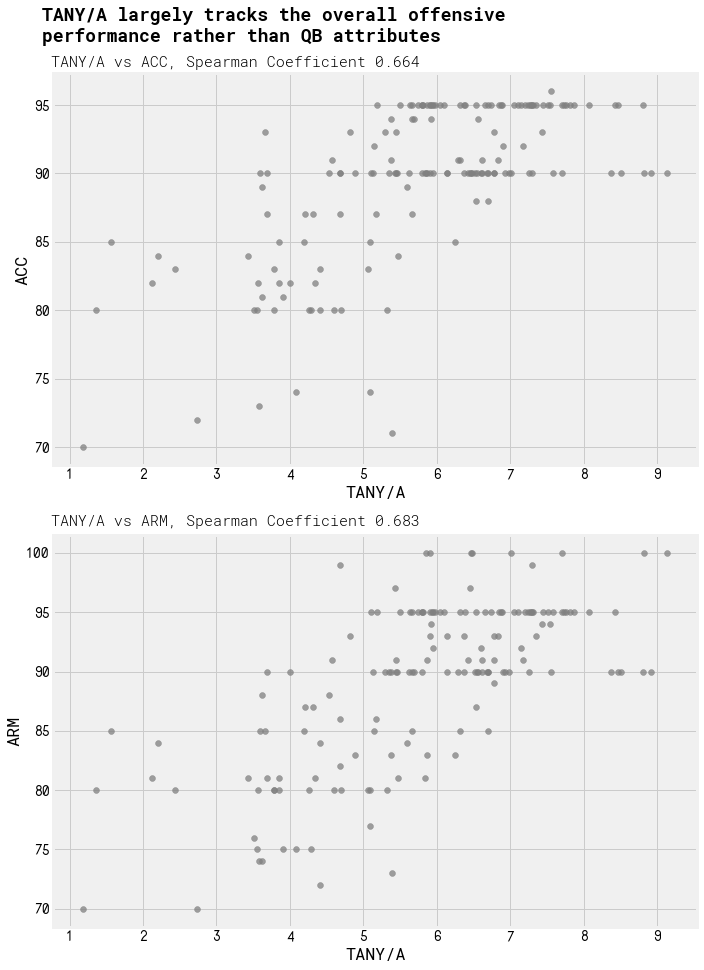 TANY/A largely tracks the overall offensive
performance rather than QB attributes
TANY/A vs ACC, Spearman Coefficient 0.664
95
90
85
80
75
70
ACC
1 2 3 4 5 6 7 8 9
TANY/A
TANY/A vs ARM, Spearman Coefficient 0.683
100
95
90
85
80
75
70
ARM
1 2 3 4 5 6 7 8 9
TANY/A